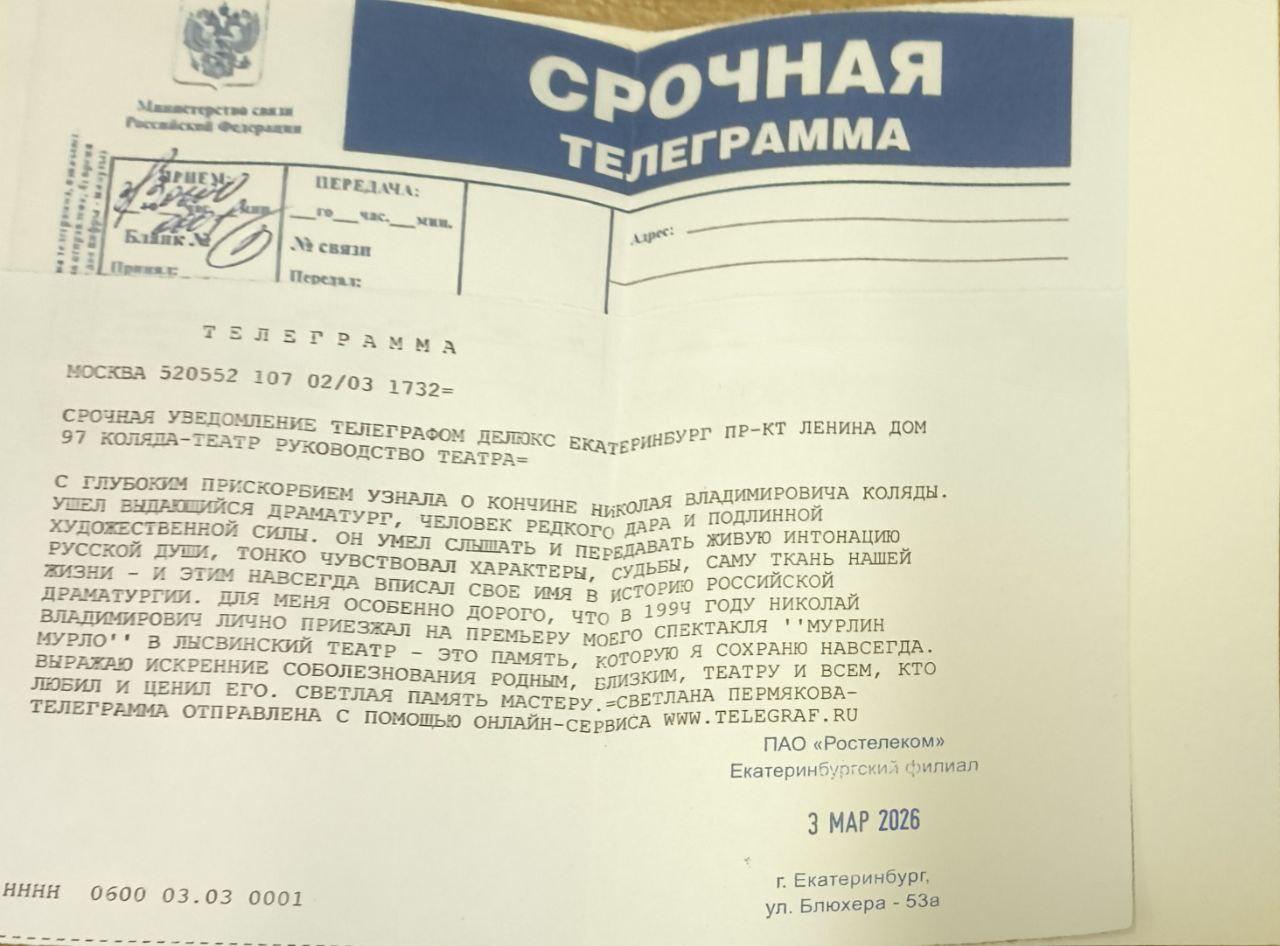 Министерство связи
Российской Федерации
СРОЧНАЯ
ТЕЛЕГРАММА
ПРИЕМ:
час. мин.
Бланк №
Принял:
ПЕРЕДАЧА:
__го__час.__мин.
№ связи
Передал:
Адрес:
ТЕЛЕГРАММА
МОСКВА 520552 107 02/03 1732=
СРОЧНАЯ УВЕДОМЛЕНИЕ ТЕЛЕГРАФОМ ДЕЛЮКС ЕКАТЕРИНБУРГ ПР-КТ ЛЕНИНА ДОМ
97 КОЛЯДА-ТЕАТР РУКОВОДСТВО ТЕАТРА=
С ГЛУБОКИМ ПРИСКОРБИЕМ УЗНАЛА О КОНЧИНЕ НИКОЛАЯ ВЛАДИМИРОВИЧА КОЛЯДЫ.
УШЕЛ ВЫДАЮЩИЙСЯ ДРАМАТУРГ, ЧЕЛОВЕК РЕДКОГО ДАРА И ПОДЛИННОЙ
ХУДОЖЕСТВЕННОЙ СИЛЫ. ОН УМЕЛ СЛЫШАТЬ И ПЕРЕДАВАТЬ ЖИВУЮ ИНТОНАЦИЮ
РУССКОЙ ДУШИ, ТОНКО ЧУВСТВОВАЛ ХАРАКТЕРЫ, СУДЬБЫ, САМУ ТКАНЬ НАШЕЙ
ЖИЗНИ - И ЭТИМ НАВСЕГДА ВПИСАЛ СВОЕ ИМЯ В ИСТОРИЮ РОССИЙСКОЙ
ДРАМАТУРГИИ. ДЛЯ МЕНЯ ОСОБЕННО ДОРОГО, ЧТО В 1994 ГОДУ НИКОЛАЙ
ВЛАДИМИРОВИЧ ЛИЧНО ПРИЕЗЖАЛ НА ПРЕМЬЕРУ МОЕГО СПЕКТАКЛЯ ''МУРЛИН
МУРЛО'' В ЛЫСВИНСКИЙ ТЕАТР - ЭТО ПАМЯТЬ, КОТОРУЮ Я СОХРАНЮ НАВСЕГДА.
ВЫРАЖАЮ ИСКРЕННИЕ СОБОЛЕЗНОВАНИЯ РОДНЫМ, БЛИЗКИМ, ТЕАТРУ И ВСЕМ, КТО
ЛЮБИЛ И ЦЕНИЛ ЕГО. СВЕТЛАЯ ПАМЯТЬ МАСТЕРУ.=СВЕТЛАНА ПЕРМЯКОВА-
ТЕЛЕГРАММА ОТПРАВЛЕНА С ПОМОЩЬЮ ОНЛАЙН-СЕРВИСА WWW.TELEGRAF.RU
ПАО «Ростелеком»
Екатеринбургский филиал
3 МАР 2026
г. Екатеринбург,
ул. Блюхера - 53а
НННН 0600 03.03 0001